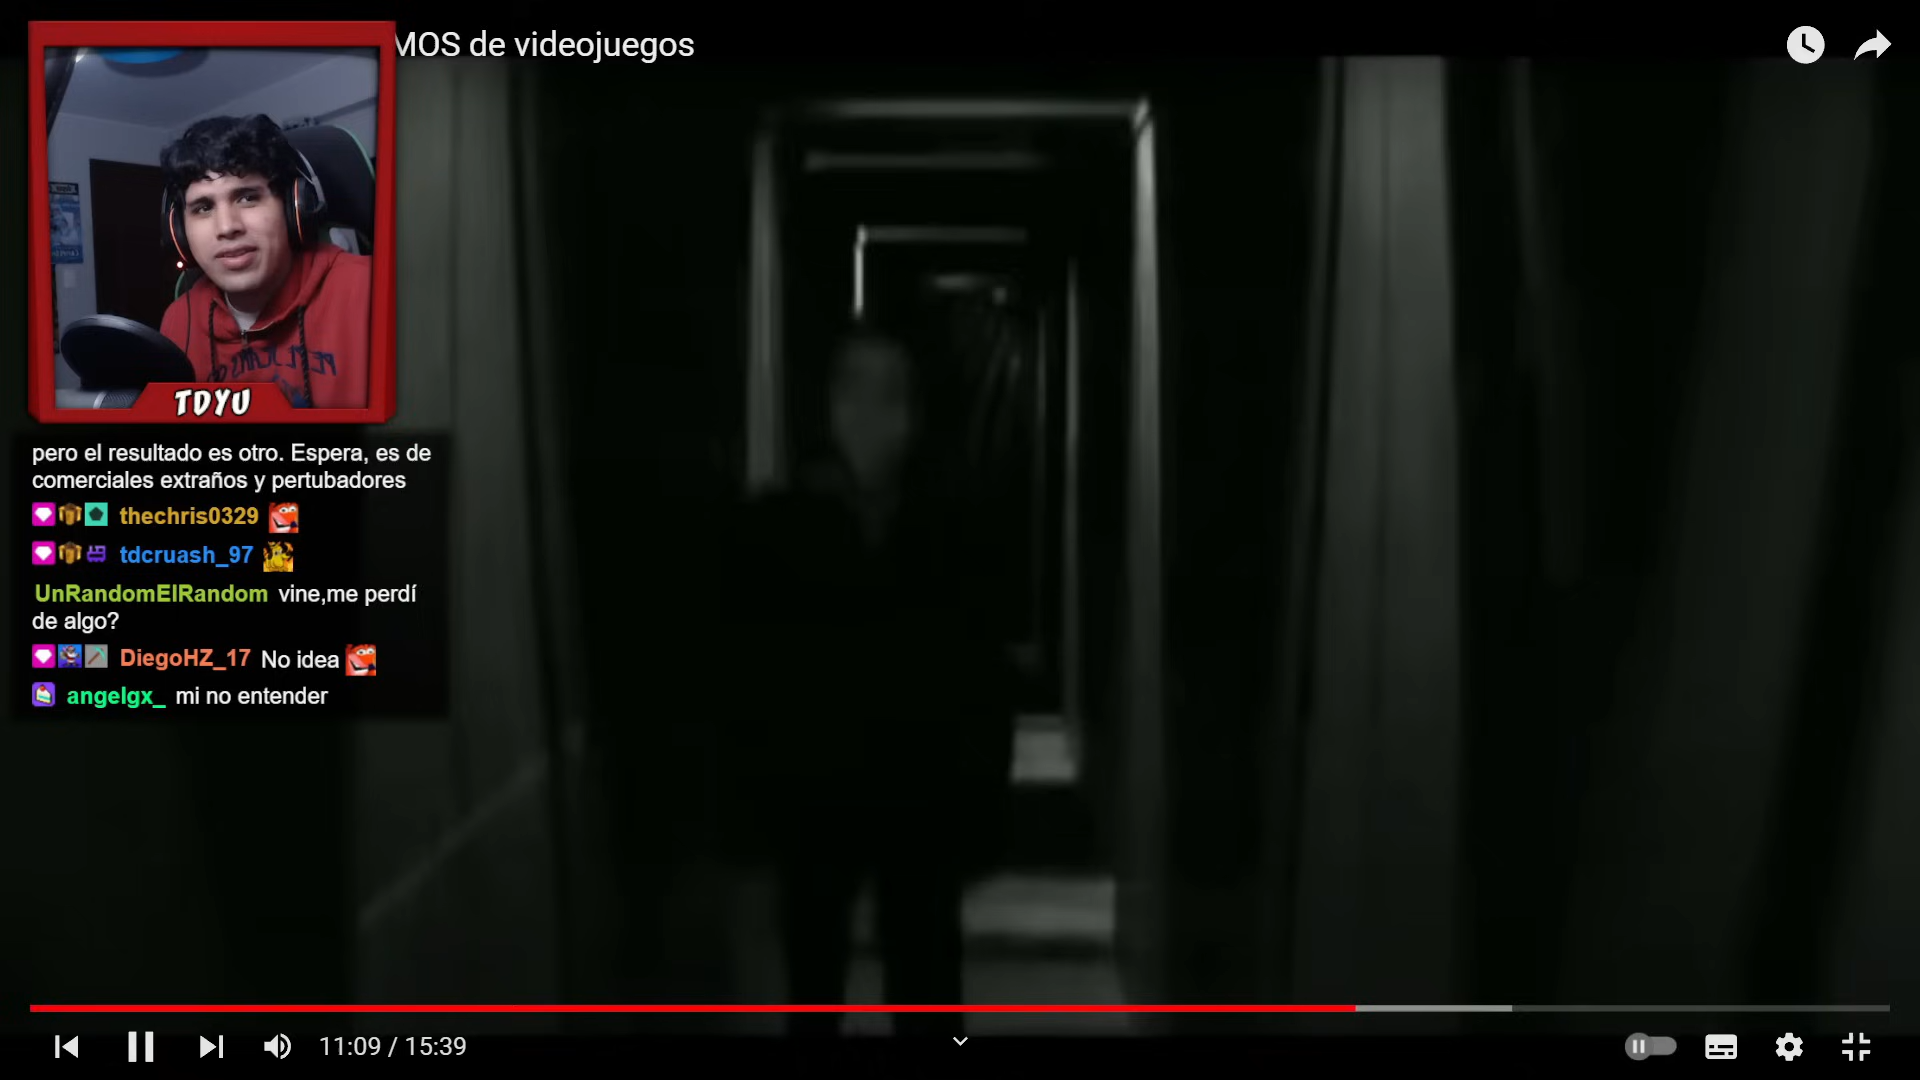 MOS de videojuegos
TDYU
pero el resultado es otro. Espera, es de
comerciales extraños y pertubadores
thechris0329
tdcruash_97
UnRandomElRandom vine,me perdí
de algo?
DiegoHZ_17 No idea
angelgx_ mi no entender
11:09 / 15:39